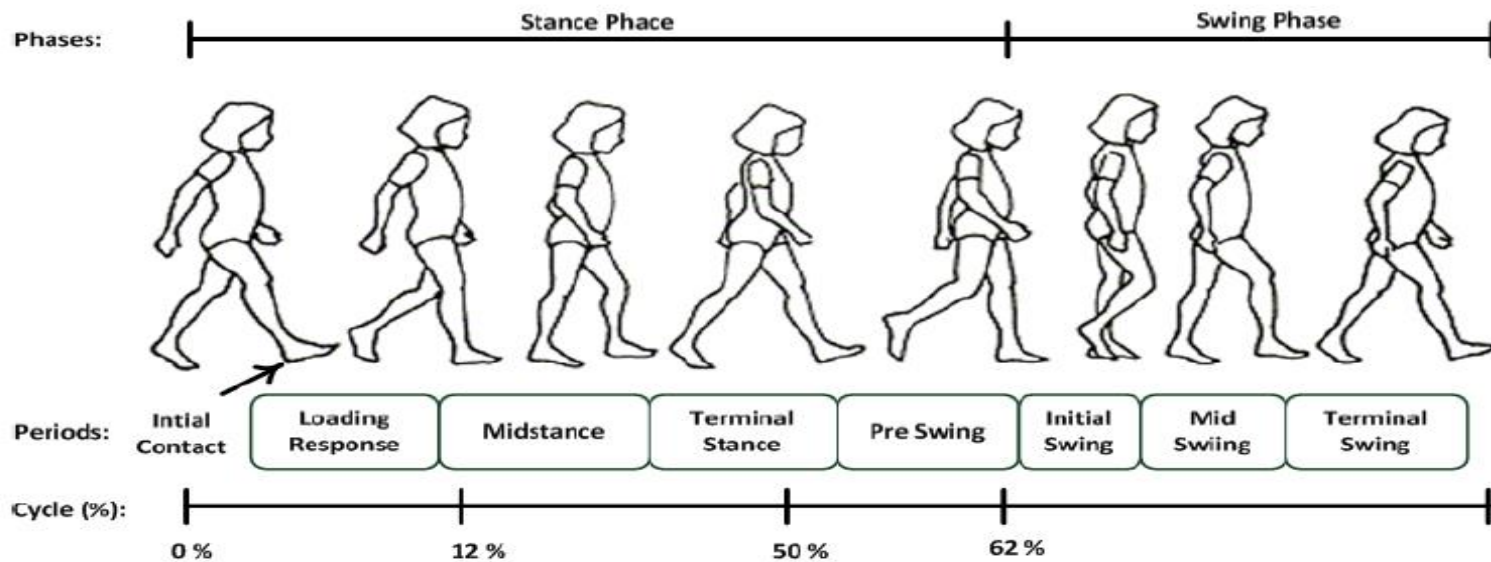 Phases:
Stance Phace
Swing Phase
Periods:
Intial
Contact
Loading
Response
Midstance
Terminal
Stance
Pre Swing
Initial
Swing
Mid
Swiing
Terminal
Swing
Cycle (%):
0 %
12 %
50 %
62 %